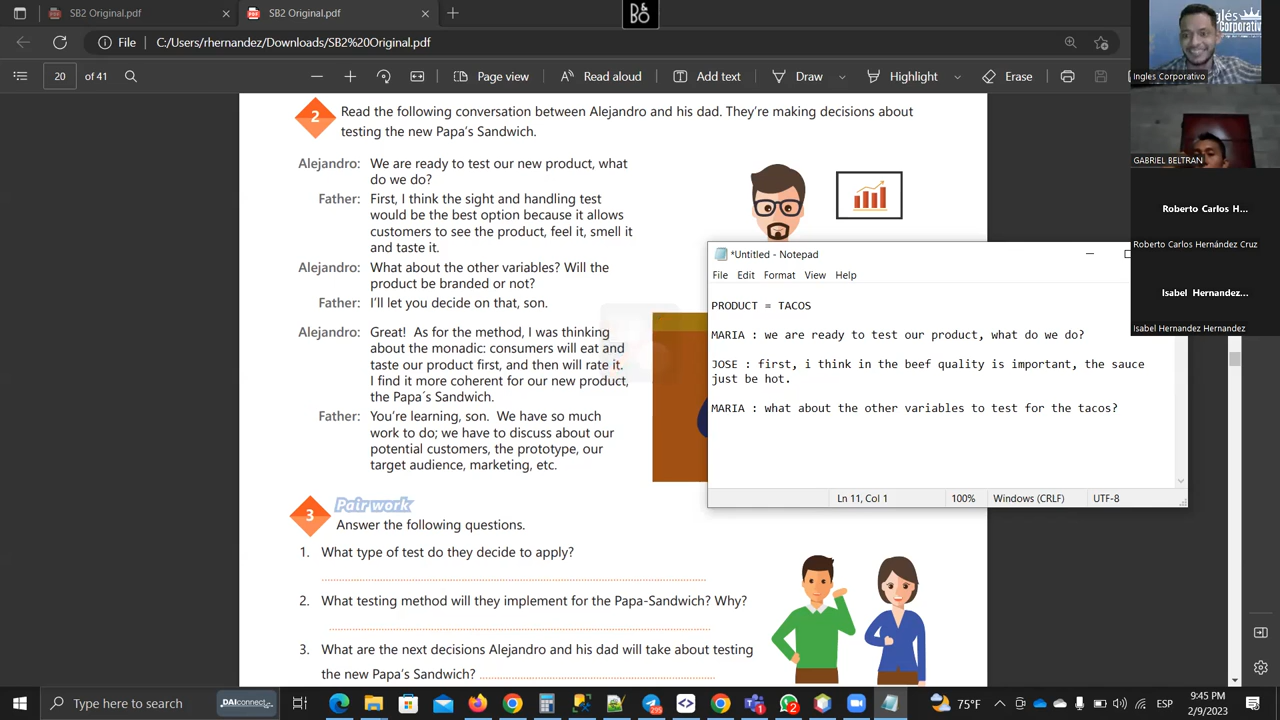 SB2 Original.pdf
SB2 Original.pdf
File
C:/Users/rhernandez/Downloads/SB2%20Original.pdf
20 of 41
Page view
Read aloud
Add text
Draw
Highlight
Erase
2
Read the following conversation between Alejandro and his dad. They're making decisions about
testing the new Papa's Sandwich.
Alejandro: We are ready to test our new product, what
do we do?
Father: First, I think the sight and handling test
would be the best option because it allows
customers to see the product, feel it, smell it
and taste it.
Alejandro: What about the other variables? Will the
product be branded or not?
Father: I'll let you decide on that, son.
Alejandro: Great! As for the method, I was thinking
about the monadic: consumers will eat and
taste our product first, and then will rate it.
I find it more coherent for our new product,
the Papa´s Sandwich.
Father: You're learning, son. We have so much
work to do; we have to discuss about our
potential customers, the prototype, our
target audience, marketing, etc.
3
Pair work
Answer the following questions.
1. What type of test do they decide to apply?
2. What testing method will they implement for the Papa-Sandwich? Why?
3. What are the next decisions Alejandro and his dad will take about testing
the new Papa's Sandwich?
*Untitled - Notepad
File Edit Format View Help
PRODUCT = TACOS
MARIA : we are ready to test our product, what do we do?
JOSE : first, i think in the beef quality is important, the sauce
just be hot.
MARIA : what about the other variables to test for the tacos?
Ln 11, Col 1
100%
Windows (CRLF)
UTF-8
Inglés
Corporativo
Ingles Corporativo
GABRIEL BELTRAN
Roberto Carlos H...
Roberto Carlos Hernández Cruz
Isabel Hernandez...
Isabel Hernandez Hernandez
Type here to search
DAIconnect
295
1
2
75°F
ESP
9:45 PM
2/9/2023